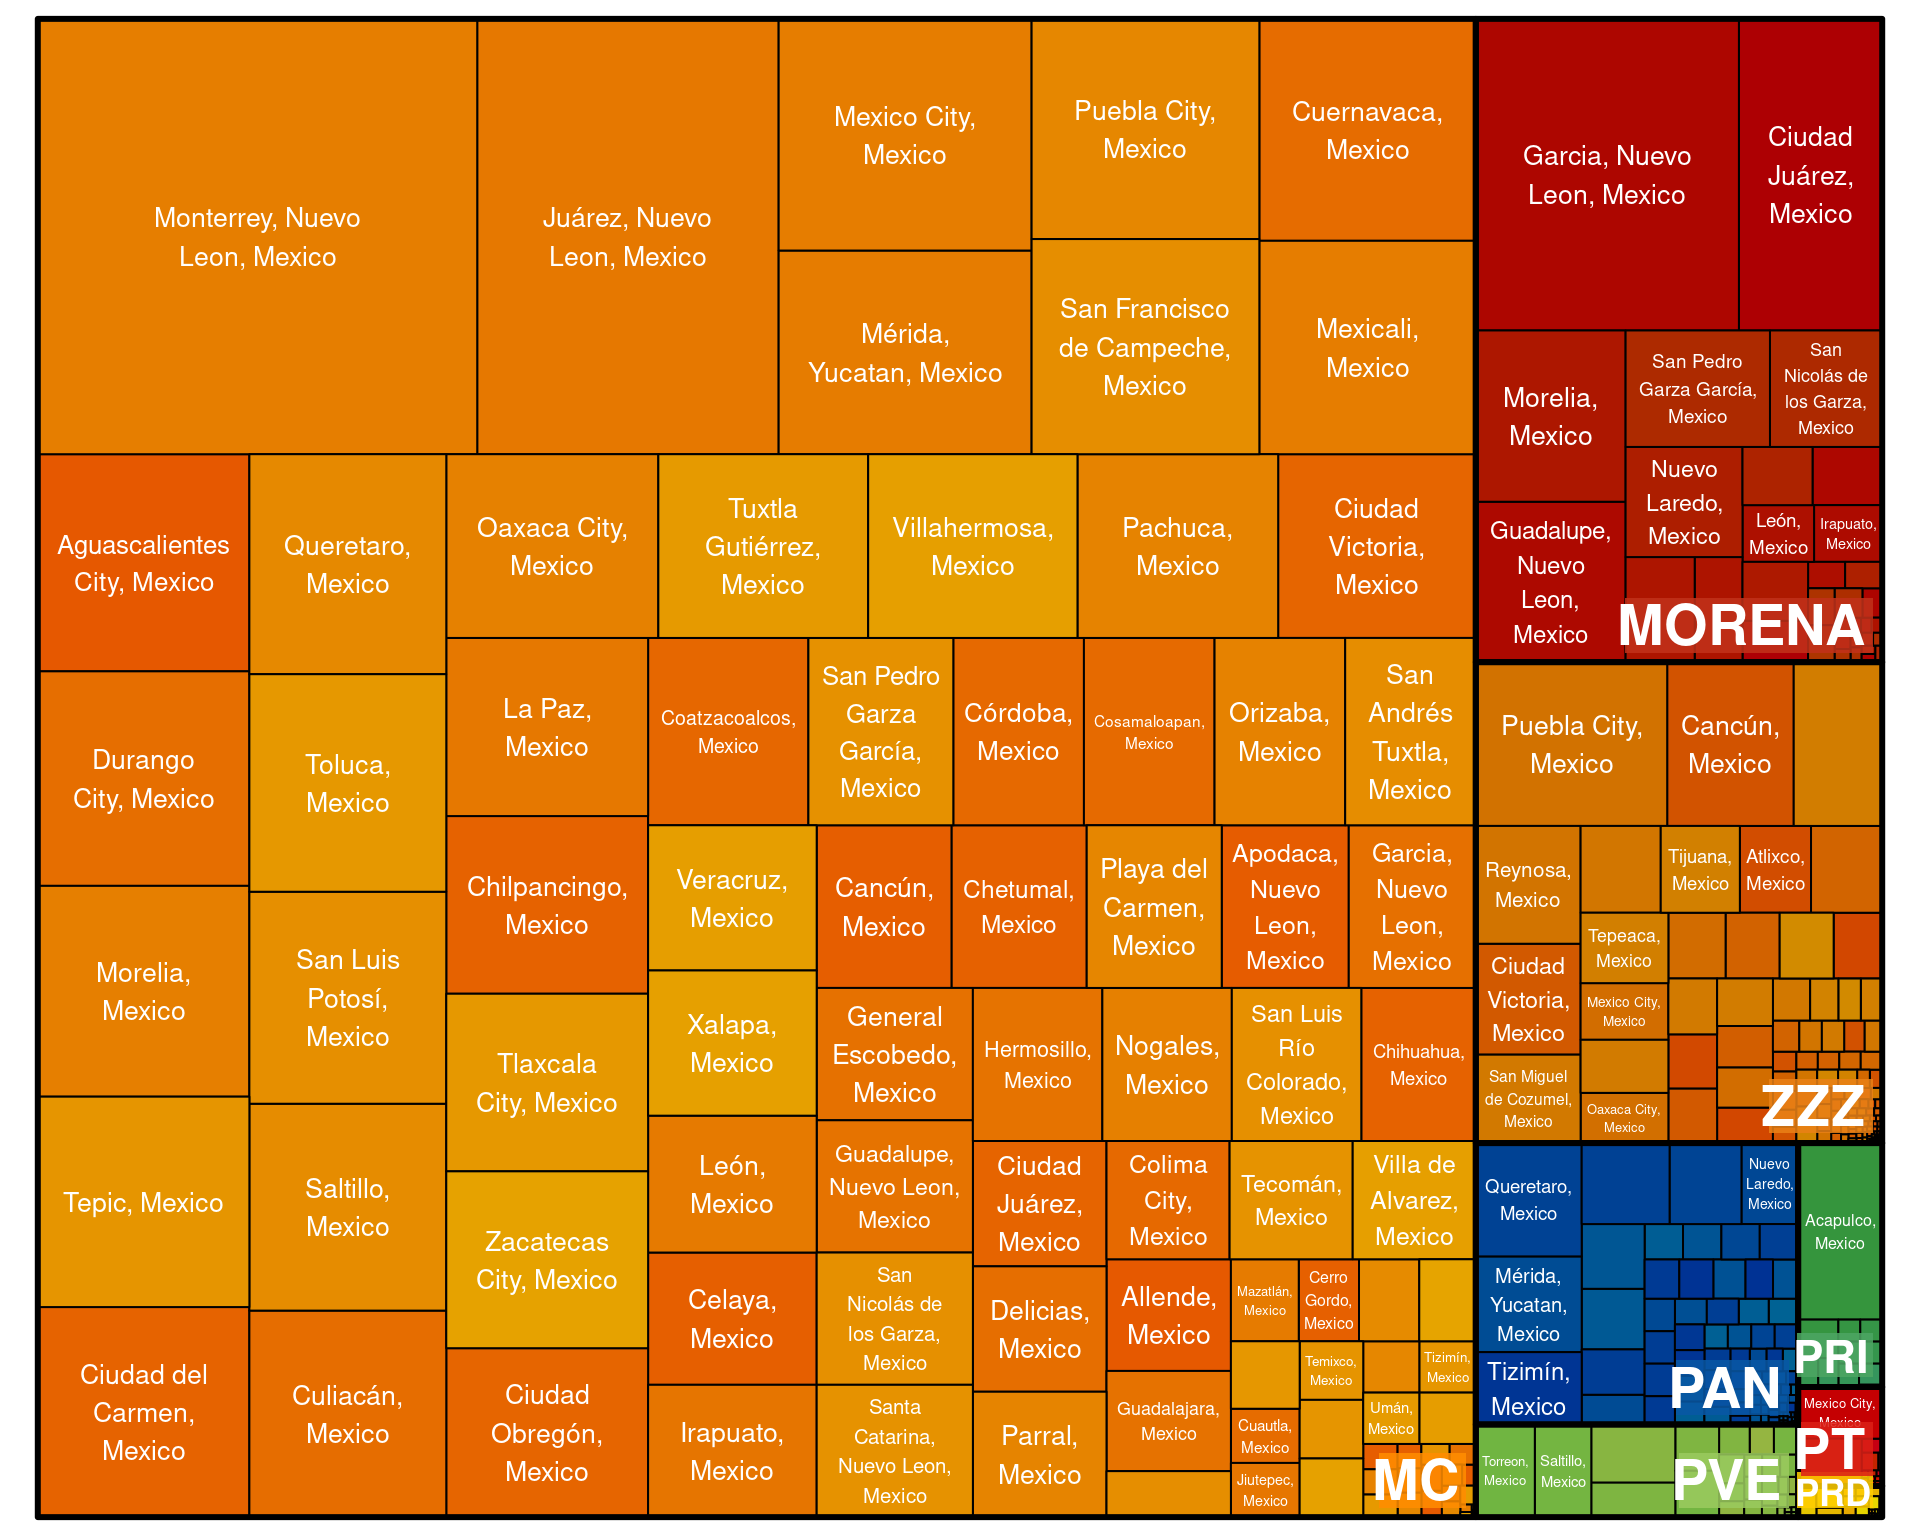 Monterrey, Nuevo
Leon, Mexico
Juárez, Nuevo
Leon, Mexico
Mexico City,
Mexico
Mérida,
Yucatan, Mexico
Puebla City,
Mexico
San Francisco
de Campeche,
Mexico
Cuernavaca,
Mexico
Mexicali,
Mexico
Aguascalientes
City, Mexico
Durango
City, Mexico
Morelia,
Mexico
Tepic, Mexico
Ciudad del
Carmen,
Mexico
Queretaro,
Mexico
Toluca,
Mexico
San Luis
Potosí,
Mexico
Saltillo,
Mexico
Culiacán,
Mexico
Oaxaca City,
Mexico
Tuxtla
Gutiérrez,
Mexico
Villahermosa,
Mexico
Pachuca,
Mexico
Ciudad
Victoria,
Mexico
La Paz,
Mexico
Chilpancingo,
Mexico
Tlaxcala
City, Mexico
Zacatecas
City, Mexico
Ciudad
Obregón,
Mexico
Coatzacoalcos,
Mexico
San Pedro
Garza
García,
Mexico
Córdoba,
Mexico
Cosamaloapan,
Mexico
Orizaba,
Mexico
San
Andrés
Tuxtla,
Mexico
Veracruz,
Mexico
Xalapa,
Mexico
León,
Mexico
Celaya,
Mexico
Irapuato,
Mexico
Cancún,
Mexico
Chetumal,
Mexico
Playa del
Carmen,
Mexico
Apodaca,
Nuevo
Leon,
Mexico
Garcia,
Nuevo
Leon,
Mexico
General
Escobedo,
Mexico
Guadalupe,
Nuevo Leon,
Mexico
San
Nicolás de
los Garza,
Mexico
Santa
Catarina,
Nuevo Leon,
Mexico
Hermosillo,
Mexico
Nogales,
Mexico
San Luis
Río
Colorado,
Mexico
Chihuahua,
Mexico
Ciudad
Juárez,
Mexico
Delicias,
Mexico
Parral,
Mexico
Colima
City,
Mexico
Tecomán,
Mexico
Villa de
Alvarez,
Mexico
Allende,
Mexico
Guadalajara,
Mexico
Mazatlán,
Mexico
Cerro
Gordo,
Mexico
Temixco,
Mexico
Tizimín,
Mexico
Cuautla,
Mexico
Umán,
Mexico
Jiutepec,
Mexico
MC
Garcia, Nuevo
Leon, Mexico
Ciudad
Juárez,
Mexico
Morelia,
Mexico
San Pedro
Garza García,
Mexico
San
Nicolás de
los Garza,
Mexico
Guadalupe,
Nuevo
Leon,
Mexico
Nuevo
Laredo,
Mexico
León,
Mexico
Irapuato,
Mexico
MORENA
Puebla City,
Mexico
Cancún,
Mexico
Reynosa,
Mexico
Tijuana,
Mexico
Atlixco,
Mexico
Ciudad
Victoria,
Mexico
Tepeaca,
Mexico
Mexico City,
Mexico
San Miguel
de Cozumel,
Mexico
Oaxaca City,
Mexico
ZZZ
Queretaro,
Mexico
Nuevo
Laredo,
Mexico
Mérida,
Yucatan,
Mexico
Tizimín,
Mexico
PAN
Acapulco,
Mexico
PRI
Mexico City,
Mexico
PT
Torreon,
Mexico
Saltillo,
Mexico
PVE
PRD